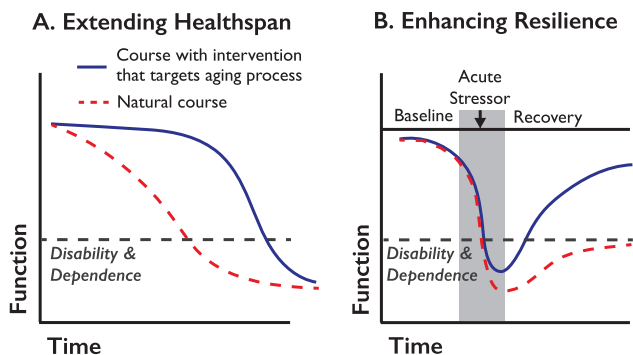 A. Extending Healthspan
Course with intervention
that targets aging process
Natural course
Disability &
Dependence
Function
Time
B. Enhancing Resilience
Acute
Stressor
Baseline
Recovery
Disability &
Dependence
Function
Time